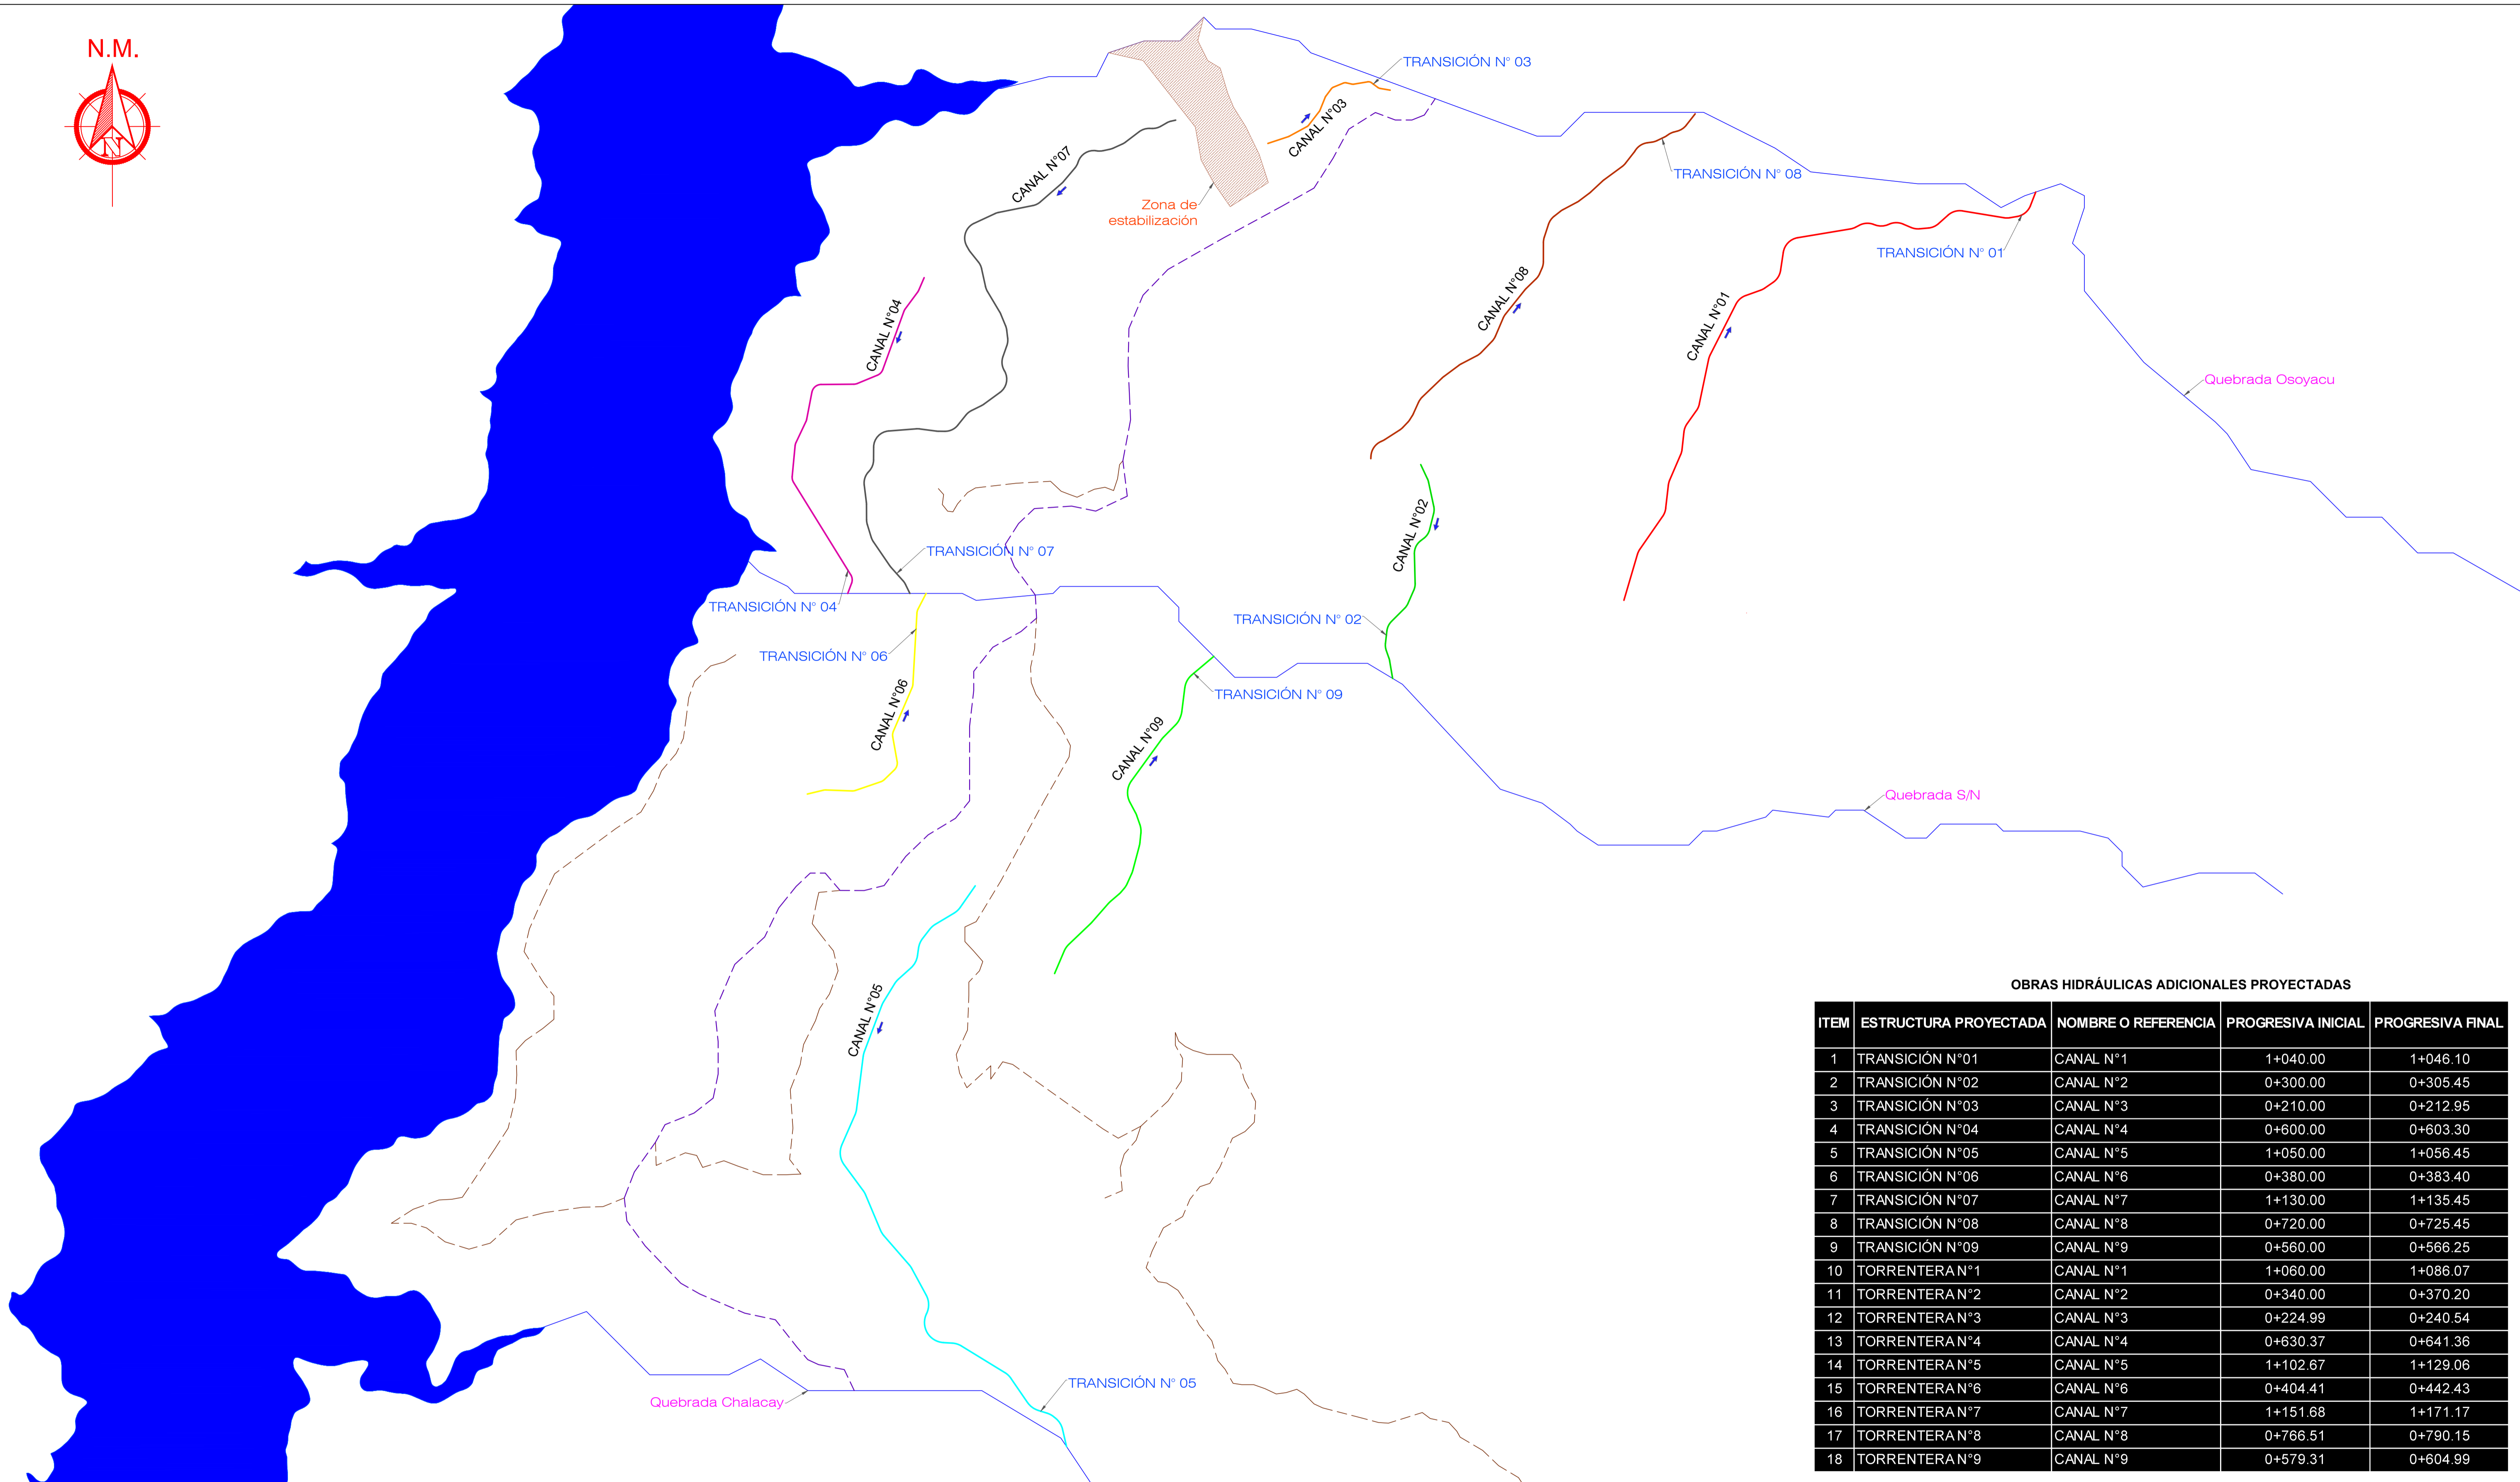 N.M.
N
TRANSICIÓN N° 03
CANAL N°03
CANAL N°07
TRANSICIÓN N° 08
Zona de
estabilización
TRANSICIÓN N° 01
CANAL N°08
CANAL N°04
CANAL N°01
Quebrada Osoyacu
CANAL N°02
TRANSICIÓN N° 07
TRANSICIÓN N° 04
TRANSICIÓN N° 02
TRANSICIÓN N° 06
TRANSICIÓN N° 09
CANAL N°06
CANAL N°09
Quebrada S/N
CANAL N°05
TRANSICIÓN N° 05
Quebrada Chalacay
OBRAS HIDRÁULICAS ADICIONALES PROYECTADAS
ITEM ESTRUCTURA PROYECTADA NOMBRE O REFERENCIA PROGRESIVA INICIAL PROGRESIVA FINAL
1 TRANSICIÓN N°01 CANAL N°1 1+040.00 1+046.10
2 TRANSICIÓN N°02 CANAL N°2 0+300.00 0+305.45
3 TRANSICIÓN N°03 CANAL N°3 0+210.00 0+212.95
4 TRANSICIÓN N°04 CANAL N°4 0+600.00 0+603.30
5 TRANSICIÓN N°05 CANAL N°5 1+050.00 1+056.45
6 TRANSICIÓN N°06 CANAL N°6 0+380.00 0+383.40
7 TRANSICIÓN N°07 CANAL N°7 1+130.00 1+135.45
8 TRANSICIÓN N°08 CANAL N°8 0+720.00 0+725.45
9 TRANSICIÓN N°09 CANAL N°9 0+560.00 0+566.25
10 TORRENTERA N°1 CANAL N°1 1+060.00 1+086.07
11 TORRENTERA N°2 CANAL N°2 0+340.00 0+370.20
12 TORRENTERA N°3 CANAL N°3 0+224.99 0+240.54
13 TORRENTERA N°4 CANAL N°4 0+630.37 0+641.36
14 TORRENTERA N°5 CANAL N°5 1+102.67 1+129.06
15 TORRENTERA N°6 CANAL N°6 0+404.41 0+442.43
16 TORRENTERA N°7 CANAL N°7 1+151.68 1+171.17
17 TORRENTERA N°8 CANAL N°8 0+766.51 0+790.15
18 TORRENTERA N°9 CANAL N°9 0+579.31 0+604.99